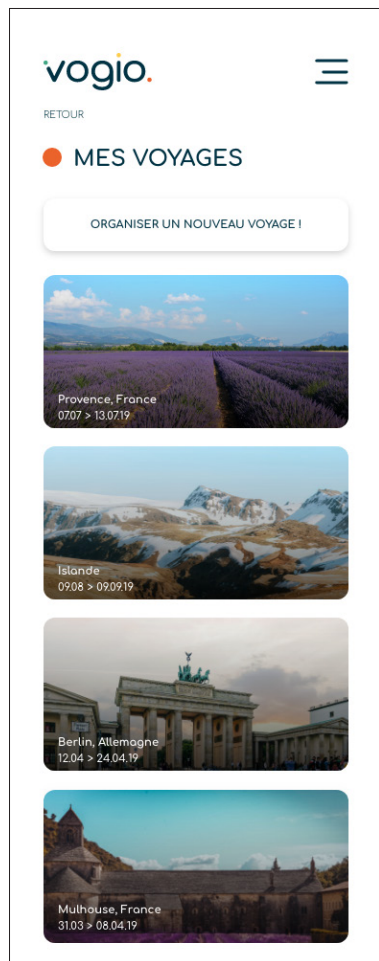 vogio.
RETOUR
MES VOYAGES
ORGANISER UN NOUVEAU VOYAGE !
Provence, France
07.07 > 13.07.19
Islande
09.08 > 09.09.19
Berlin, Allemagne
12.04 > 24.04.19
Mulhouse, France
31.03 > 08.04.19